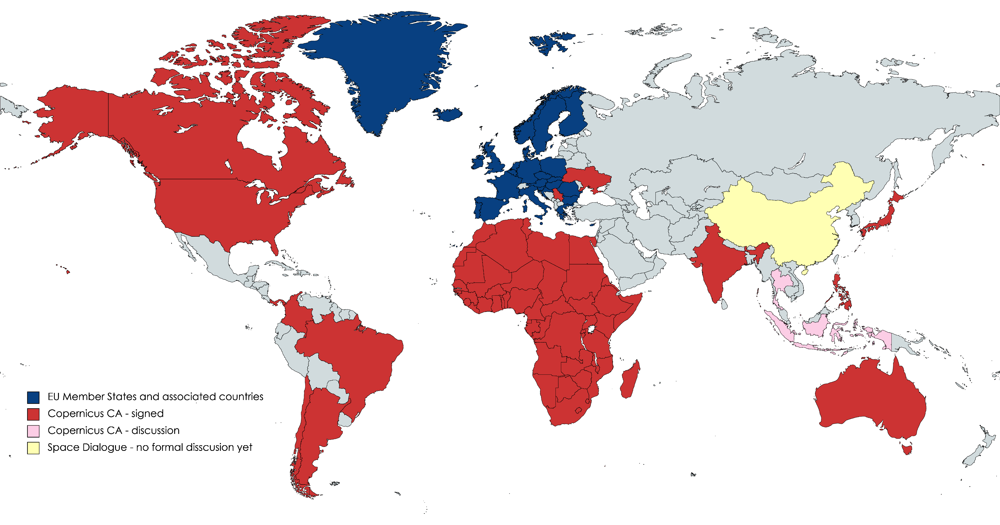 EU Member States and associated countries
Copernicus CA - signed
Copernicus CA - discussion
Space Dialogue - no formal disscusion yet